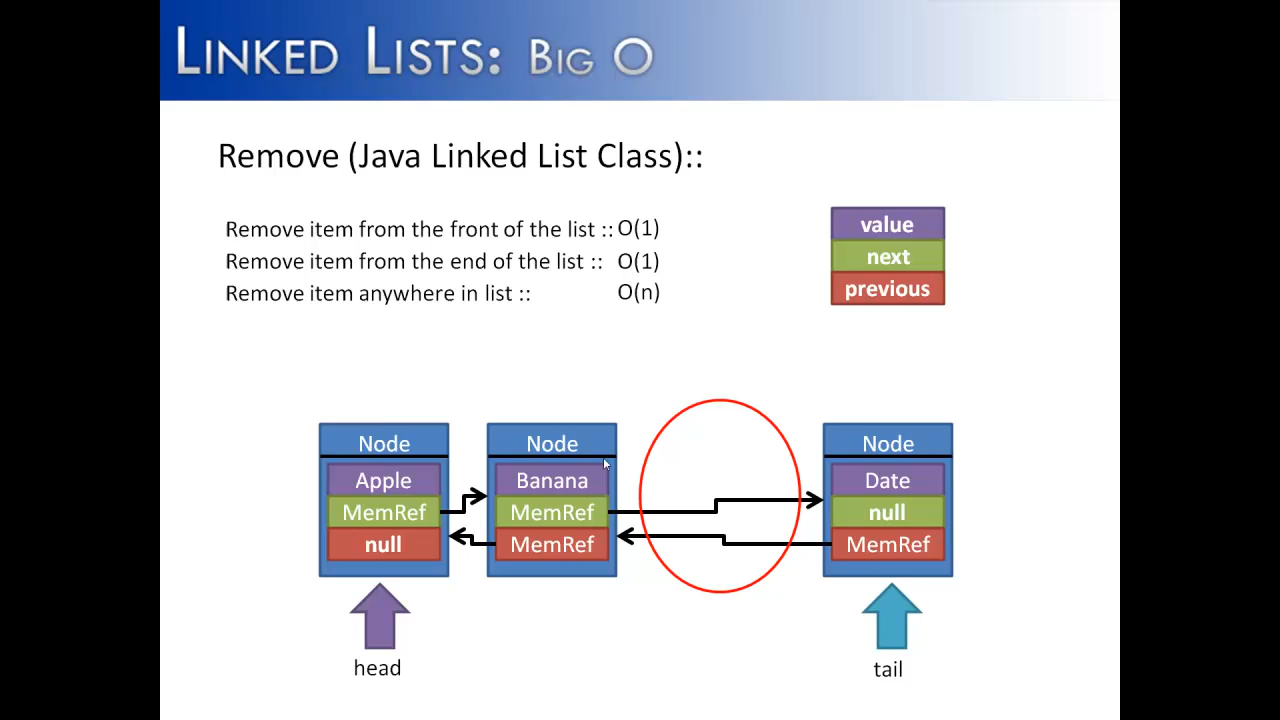 LINKED LISTS: BIG O
Remove (Java Linked List Class)::
Remove item from the front of the list :: O(1)
Remove item from the end of the list :: O(1)
Remove item anywhere in list :: O(n)
value
next
previous
Node
Apple
MemRef
null
Node
Banana
MemRef
MemRef
Node
Date
null
MemRef
head
tail